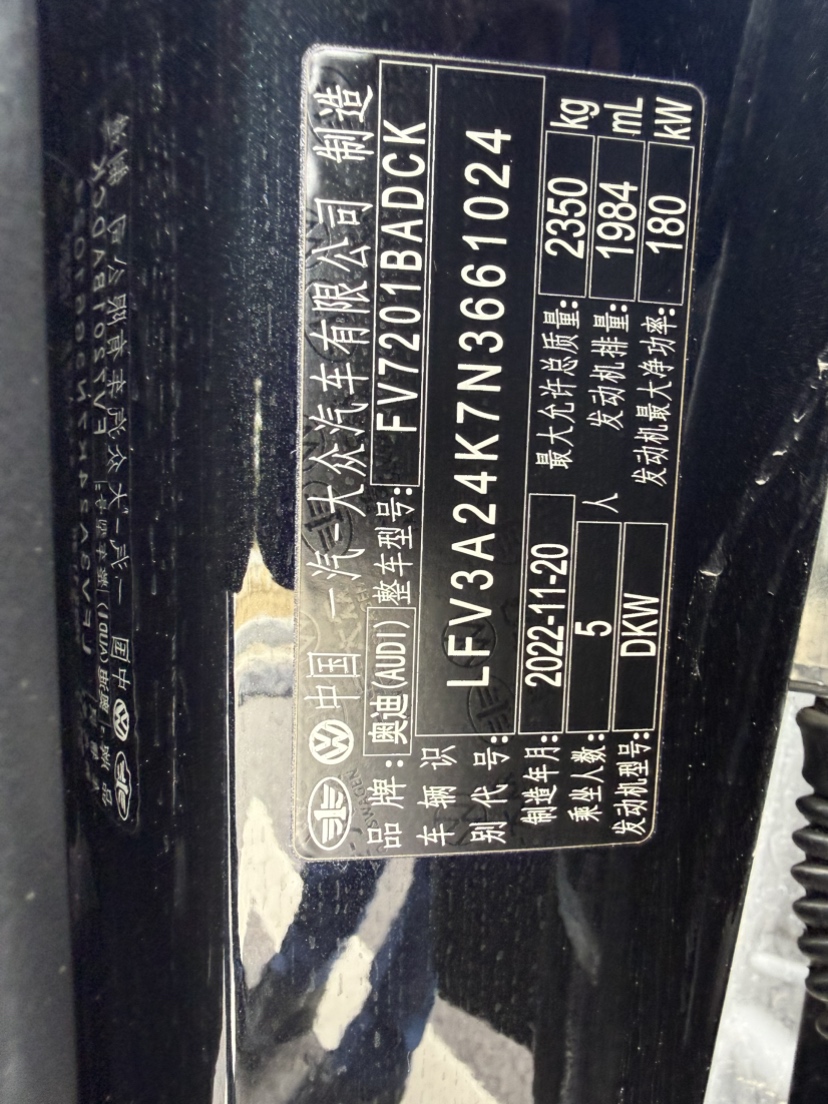 中国 一汽-大众汽车有限公司 制造
品牌: 奥迪(AUDI) 整车型号: FV7201BADCK
车辆识别代号: LFV3A24K7N3661024
制造年月: 2022-11-20 最大允许总质量: 2350 kg
乘坐人数: 5 人 发动机排量: 1984 mL
发动机型号: DKW 发动机最大净功率: 180 kW